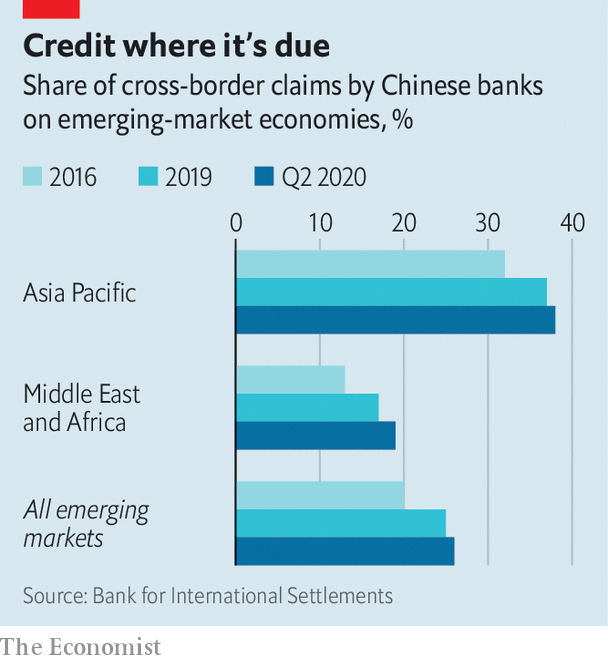 Credit where it's due
Share of cross-border claims by Chinese banks
on emerging-market economies, %
2016 2019 Q2 2020
0 10 20 30 40
Asia Pacific
Middle East
and Africa
All emerging
markets
Source: Bank for International Settlements
The Economist